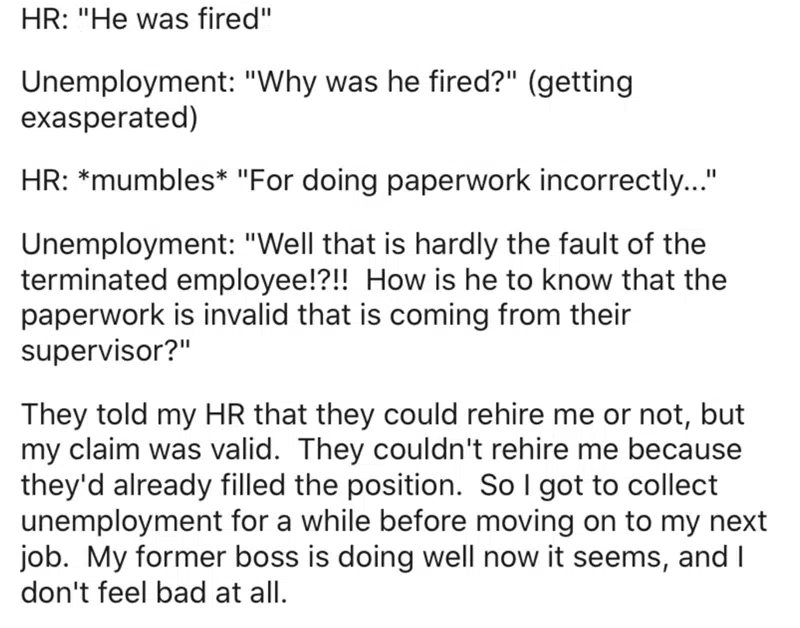 HR: "He was fired"
Unemployment: "Why was he fired?" (getting
exasperated)
HR: *mumbles* "For doing paperwork incorrectly..."
Unemployment: "Well that is hardly the fault of the
terminated employee!?!!  How is he to know that the
paperwork is invalid that is coming from their
supervisor?"
They told my HR that they could rehire me or not, but
my claim was valid.  They couldn't rehire me because
they'd already filled the position.  So I got to collect
unemployment for a while before moving on to my next
job.  My former boss is doing well now it seems, and I
don't feel bad at all.